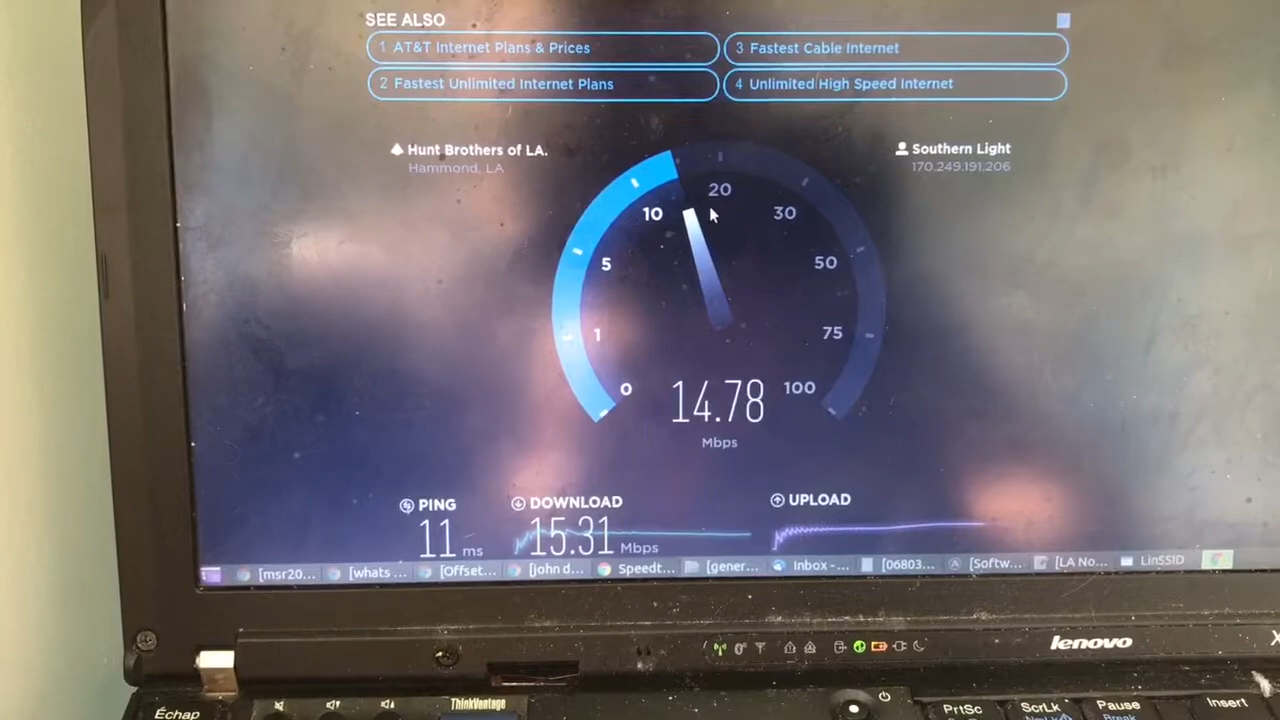 SEE ALSO
1 AT&T Internet Plans & Prices
3 Fastest Cable Internet
2 Fastest Unlimited Internet Plans
4 Unlimited High Speed Internet
Hunt Brothers of LA.
Hammond, LA
Southern Light
170.249.191.206
0
1
5
10
20
30
50
75
100
14.78
Mbps
PING
11 ms
DOWNLOAD
15.31 Mbps
UPLOAD
[msr20... [whats ... [Offset... [john d... Speedt... [gener... Inbox -... [06803... [Softw... [LA No... LinSSID
lenovo
X
ThinkVantage
Échap
PrtSc
ScrLk
NmLk
Pause
Break
Insert